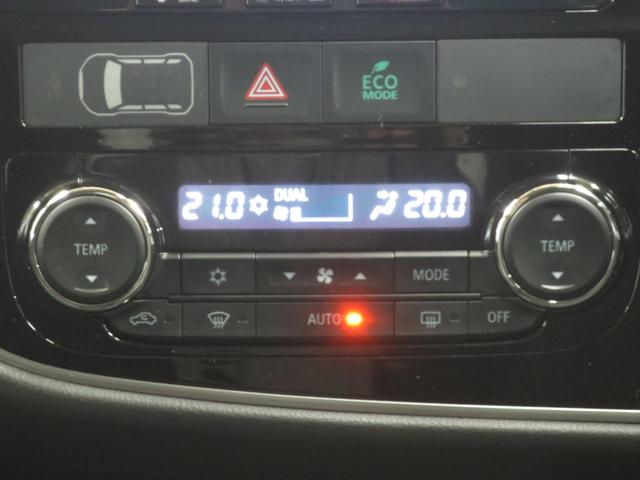 ECO
MODE
21.0 DUAL 20.0
TEMP
TEMP
MODE
AUTO
OFF